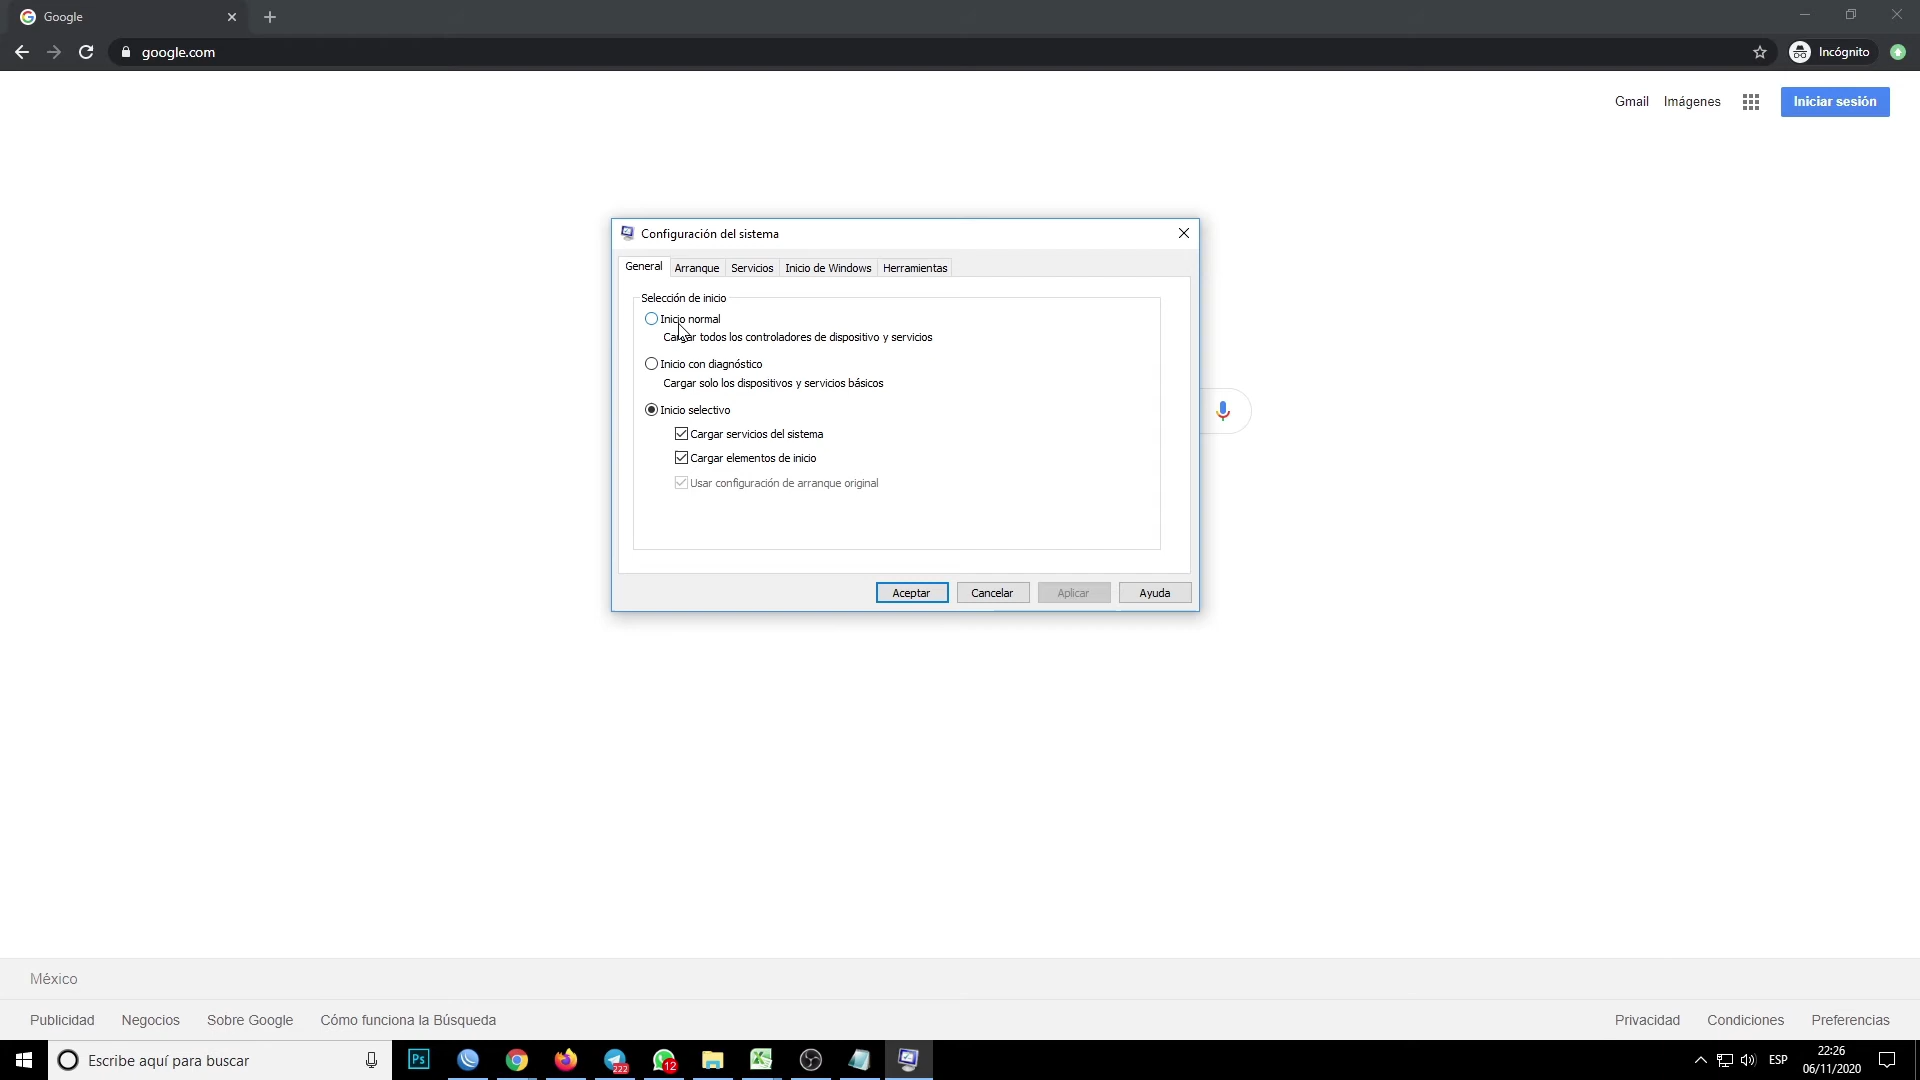 Google
google.com
Incógnito
Gmail Imágenes Iniciar sesión
Configuración del sistema
General Arranque Servicios Inicio de Windows Herramientas
Selección de inicio
Inicio normal
Cargar todos los controladores de dispositivo y servicios
Inicio con diagnóstico
Cargar solo los dispositivos y servicios básicos
Inicio selectivo
Cargar servicios del sistema
Cargar elementos de inicio
Usar configuración de arranque original
Aceptar Cancelar Aplicar Ayuda
México
Publicidad Negocios Sobre Google Cómo funciona la Búsqueda Privacidad Condiciones Preferencias
Escribe aquí para buscar
Ps
222
12
ESP
22:26
06/11/2020